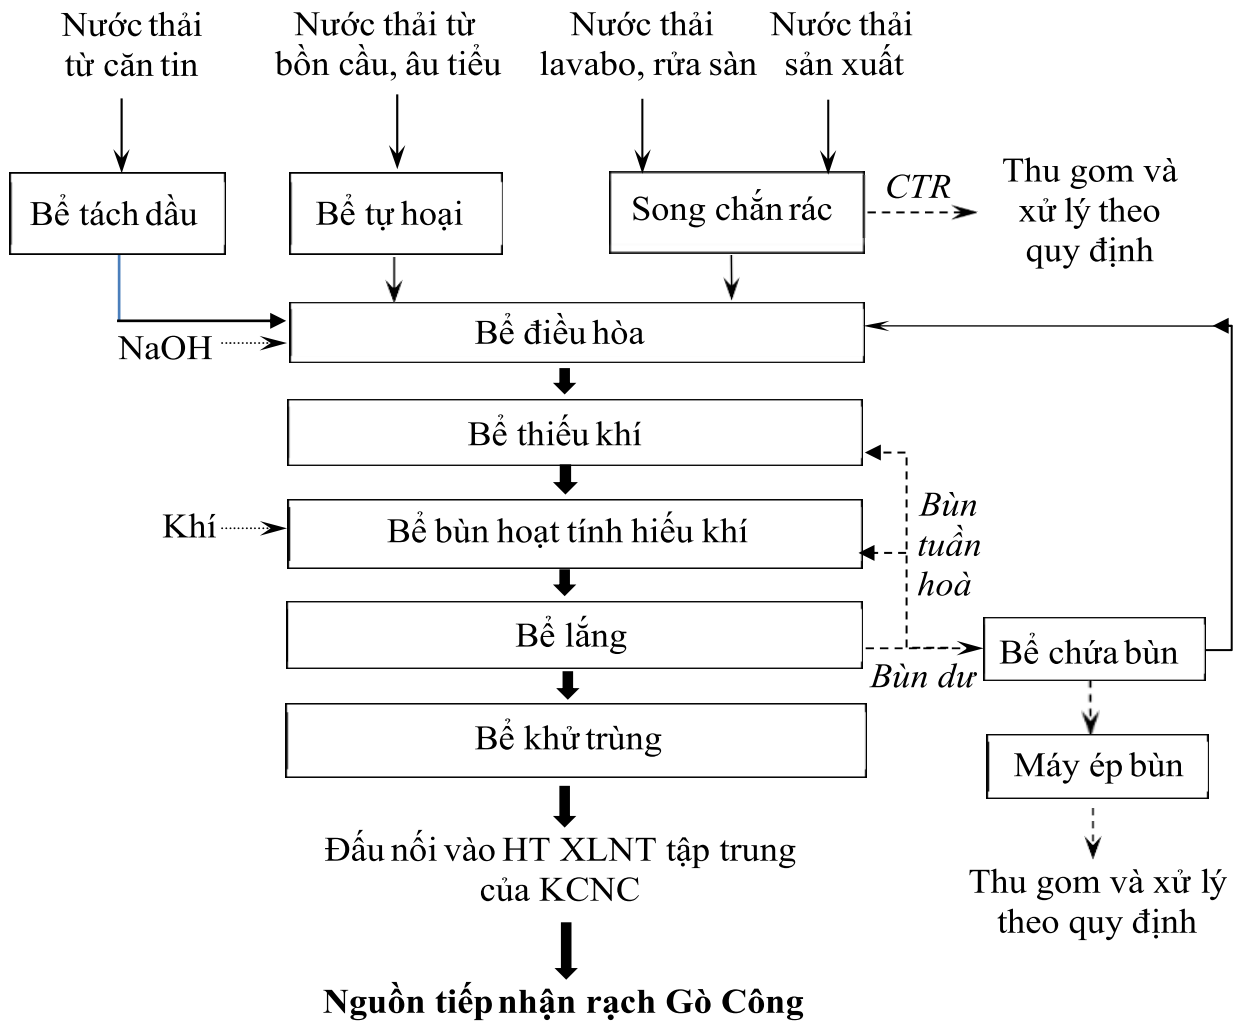 Nước thải
từ căn tin
Nước thải từ
bồn cầu, âu tiểu
Nước thải
lavabo, rửa sàn
Nước thải
sản xuất
Bể tách dầu
Bể tự hoại
Song chắn rác
CTR
Thu gom và
xử lý theo
quy định
NaOH
Bể điều hòa
Bể thiếu khí
Khí
Bể bùn hoạt tính hiếu khí
Bùn
tuần
hoà
Bể lắng
Bùn dư
Bể chứa bùn
Bể khử trùng
Máy ép bùn
Đấu nối vào HT XLNT tập trung
của KCNC
Thu gom và xử lý
theo quy định
Nguồn tiếp nhận rạch Gò Công